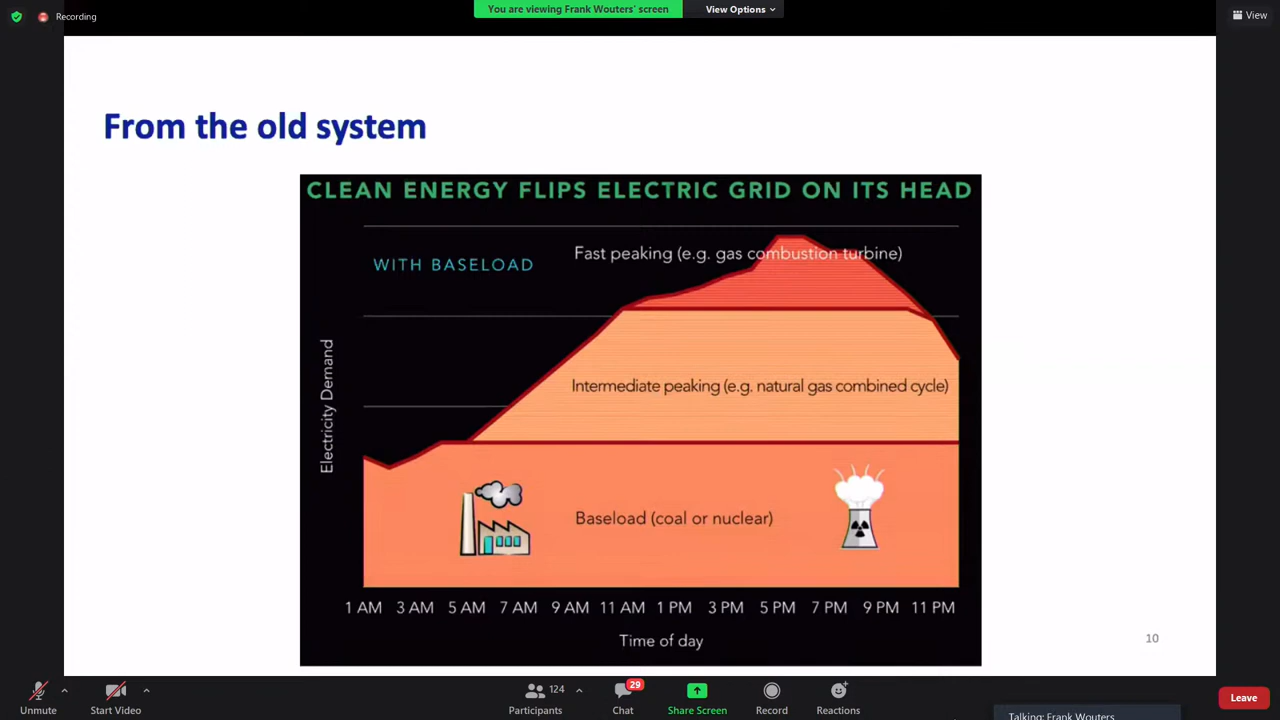 You are viewing Frank Wouters' screen
View Options
Recording
View
From the old system
CLEAN ENERGY FLIPS ELECTRIC GRID ON ITS HEAD
WITH BASELOAD
Fast peaking (e.g. gas combustion turbine)
Electricity Demand
Intermediate peaking (e.g. natural gas combined cycle)
Baseload (coal or nuclear)
1 AM 3 AM 5 AM 7 AM 9 AM 11 AM 1 PM 3 PM 5 PM 7 PM 9 PM 11 PM
Time of day
10
124
29
Unmute
Start Video
Participants
Chat
Share Screen
Record
Reactions
Leave
Talking: Frank Wouters